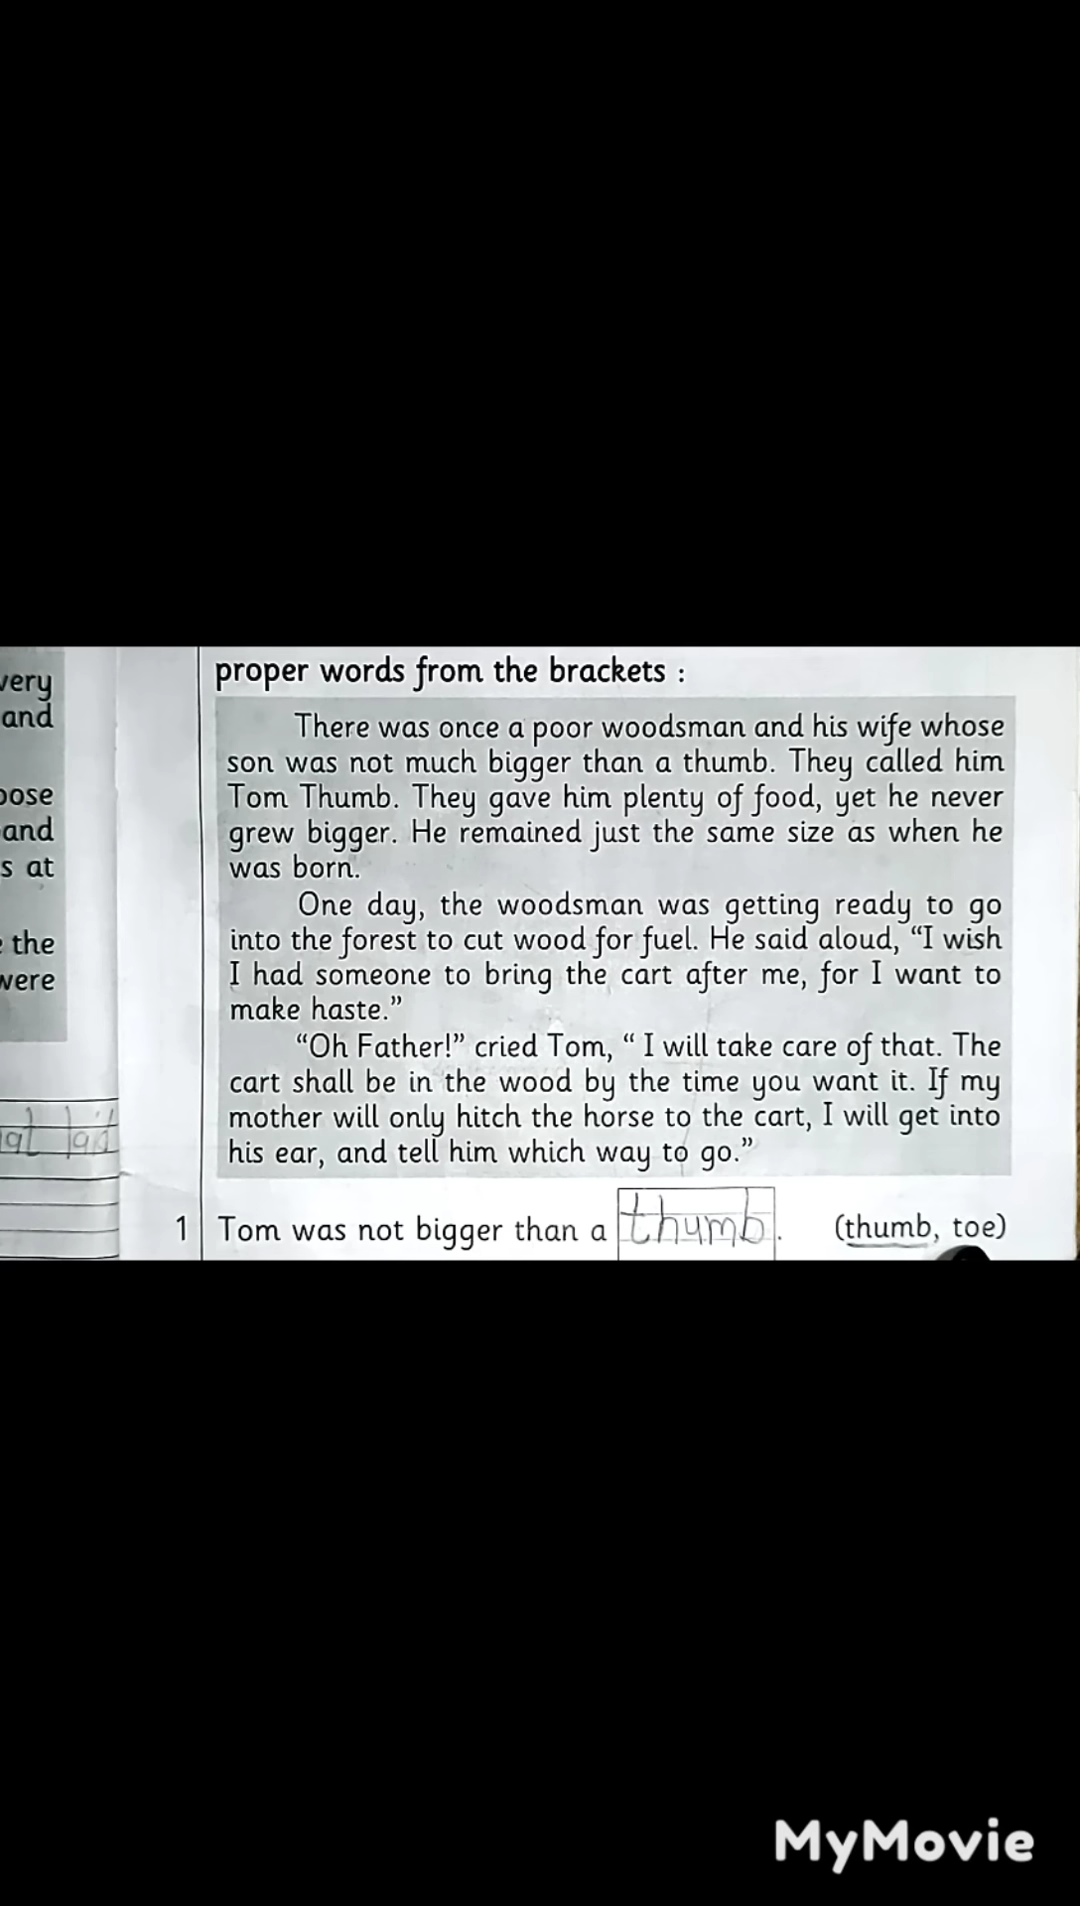 very
and
and
s at
the
were
proper words from the brackets :
There was once a poor woodsman and his wife whose
son was not much bigger than a thumb. They called him
Tom Thumb. They gave him plenty of food, yet he never
grew bigger. He remained just the same size as when he
was born.
One day, the woodsman was getting ready to go
into the forest to cut wood for fuel. He said aloud, “I wish
I had someone to bring the cart after me, for I want to
make haste.”
“Oh Father!” cried Tom, “ I will take care of that. The
cart shall be in the wood by the time you want it. If my
mother will only hitch the horse to the cart, I will get into
his ear, and tell him which way to go.”
1 Tom was not bigger than a thumb. (thumb, toe)
MyMovie